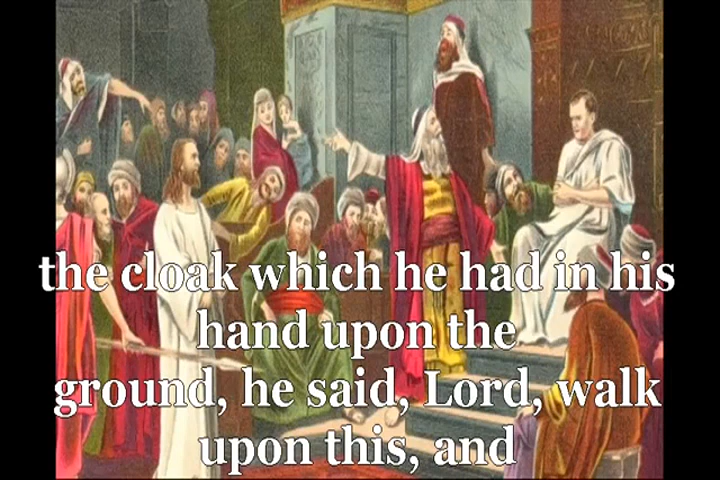 the cloak which he had in his
hand upon the
ground, he said, Lord, walk
upon this, and